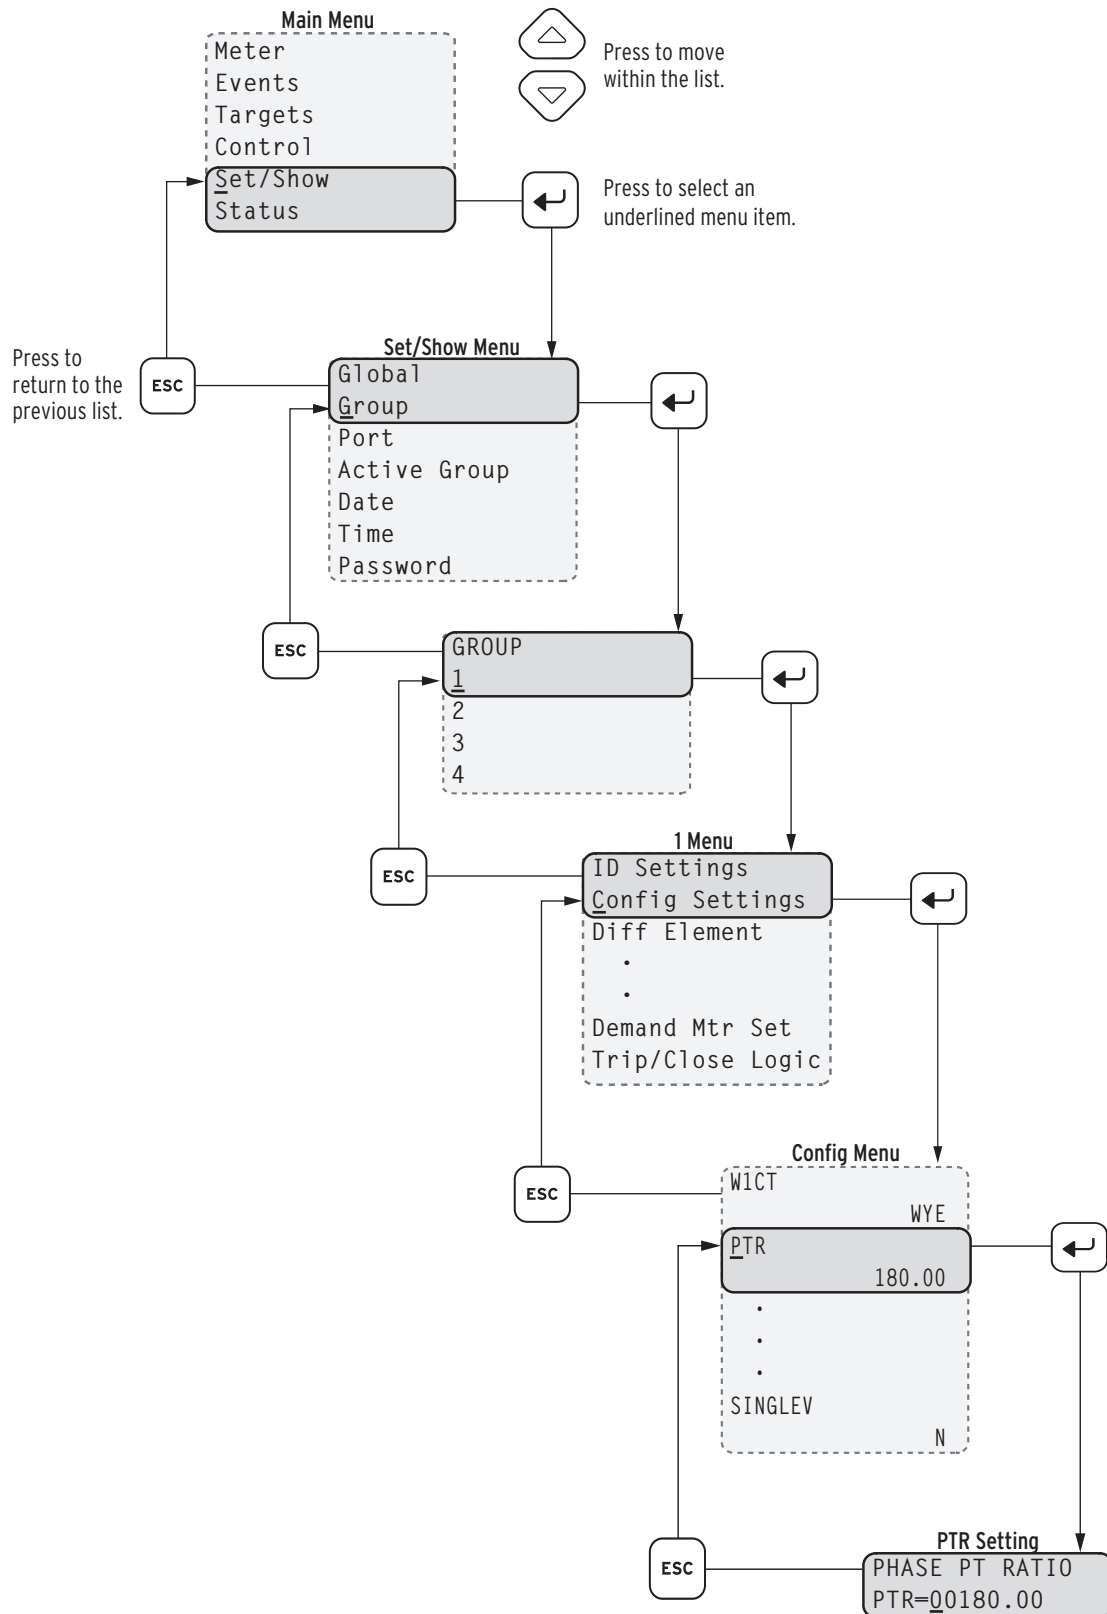 Main Menu
Meter
Events
Targets
Control
Set/Show
Status
Press to move
within the list.
Press to select an
underlined menu item.
Press to
return to the
previous list.
ESC
Set/Show Menu
Global
Group
Port
Active Group
Date
Time
Password
ESC
GROUP
1
2
3
4
ESC
1 Menu
ID Settings
Config Settings
Diff Element
.
.
Demand Mtr Set
Trip/Close Logic
ESC
Config Menu
W1CT
WYE
PTR
180.00
.
.
.
SINGLEV
N
ESC
PTR Setting
PHASE PT RATIO
PTR=00180.00